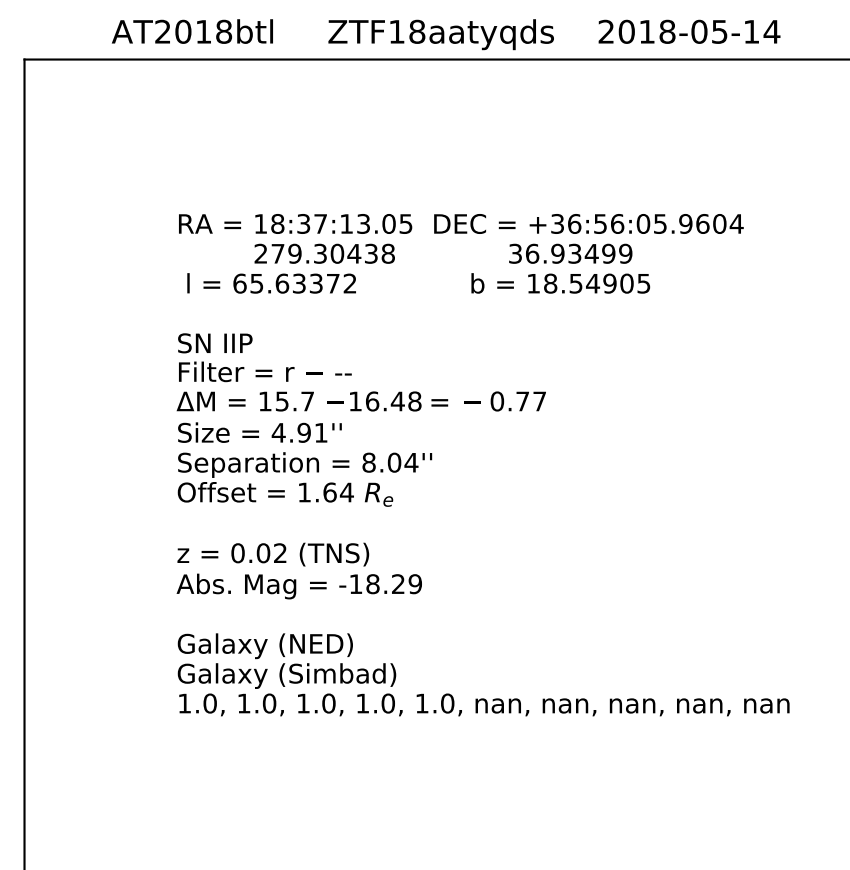 AT2018btl ZTF18aatyqds 2018-05-14
RA = 18:37:13.05 DEC = +36:56:05.9604
279.30438 36.93499
l = 65.63372 b = 18.54905
SN IIP
Filter = r − --
ΔM = 15.7 −16.48 = − 0.77
Size = 4.91''
Separation = 8.04''
Offset = 1.64 Rₑ
z = 0.02 (TNS)
Abs. Mag = -18.29
Galaxy (NED)
Galaxy (Simbad)
1.0, 1.0, 1.0, 1.0, 1.0, nan, nan, nan, nan, nan